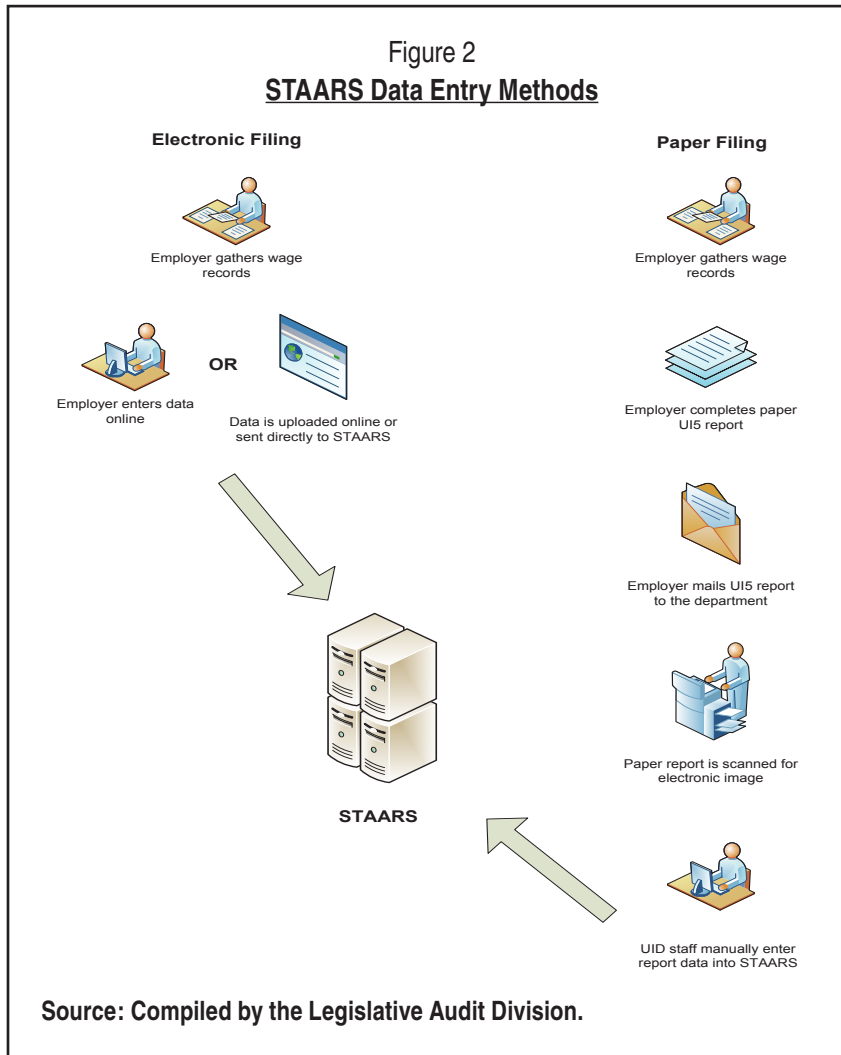 Figure 2
STAARS Data Entry Methods
Electronic Filing
Employer gathers wage
records
Employer enters data
online
OR
Data is uploaded online or
sent directly to STAARS
STAARS
Paper Filing
Employer gathers wage
records
Employer completes paper
UI5 report
Employer mails UI5 report
to the department
Paper report is scanned for
electronic image
UID staff manually enter
report data into STAARS
Source: Compiled by the Legislative Audit Division.